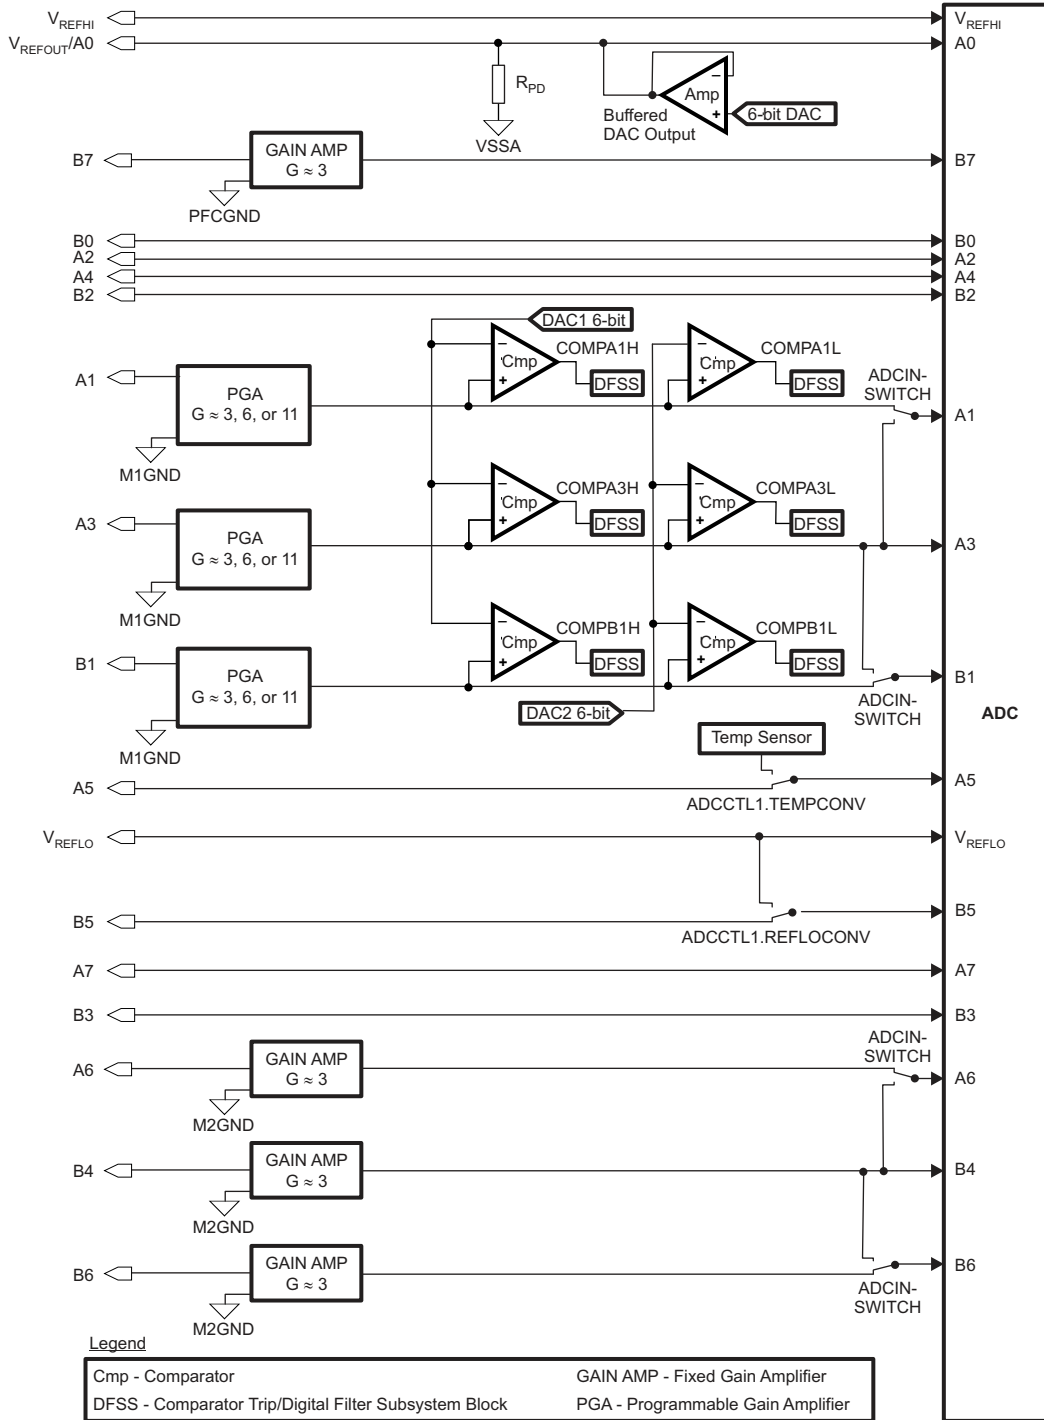 VREFHI VREFHI
VREFOUT/A0 A0
RPD
Amp
−
+
6-bit DAC
Buffered
DAC Output
VSSA
B7 GAIN AMP B7
G ≈ 3
PFCGND
B0 B0
A2 A2
A4 A4
B2 B2
DAC1 6-bit
− Cmp + COMPA1H DFSS
− Cmp + COMPA1L DFSS
A1 PGA
G ≈ 3, 6, or 11
M1GND
ADCIN-
SWITCH
A1
− Cmp + COMPA3H DFSS
− Cmp + COMPA3L DFSS
A3 PGA
G ≈ 3, 6, or 11
M1GND
A3
− Cmp + COMPB1H DFSS
− Cmp + COMPB1L DFSS
B1 PGA
G ≈ 3, 6, or 11
M1GND
B1
ADCIN-
SWITCH
DAC2 6-bit
ADC
Temp Sensor
A5 A5
ADCCTL1.TEMPCONV
VREFLO VREFLO
B5 B5
ADCCTL1.REFLOCONV
A7 A7
B3 B3
ADCIN-
SWITCH
A6 GAIN AMP A6
G ≈ 3
M2GND
B4 GAIN AMP B4
G ≈ 3
M2GND
B6 GAIN AMP B6
G ≈ 3
ADCIN-
SWITCH
M2GND
Legend
Cmp - Comparator GAIN AMP - Fixed Gain Amplifier
DFSS - Comparator Trip/Digital Filter Subsystem Block PGA - Programmable Gain Amplifier